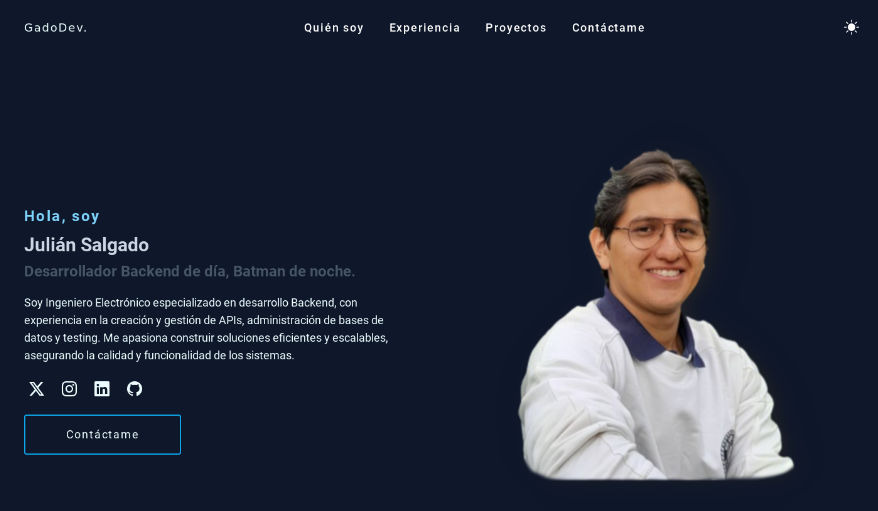 GadoDev.
Quién soy Experiencia Proyectos Contáctame
Hola, soy
Julián Salgado
Desarrollador Backend de día, Batman de noche.
Soy Ingeniero Electrónico especializado en desarrollo Backend, con
experiencia en la creación y gestión de APIs, administración de bases de
datos y testing. Me apasiona construir soluciones eficientes y escalables,
asegurando la calidad y funcionalidad de los sistemas.
Contáctame